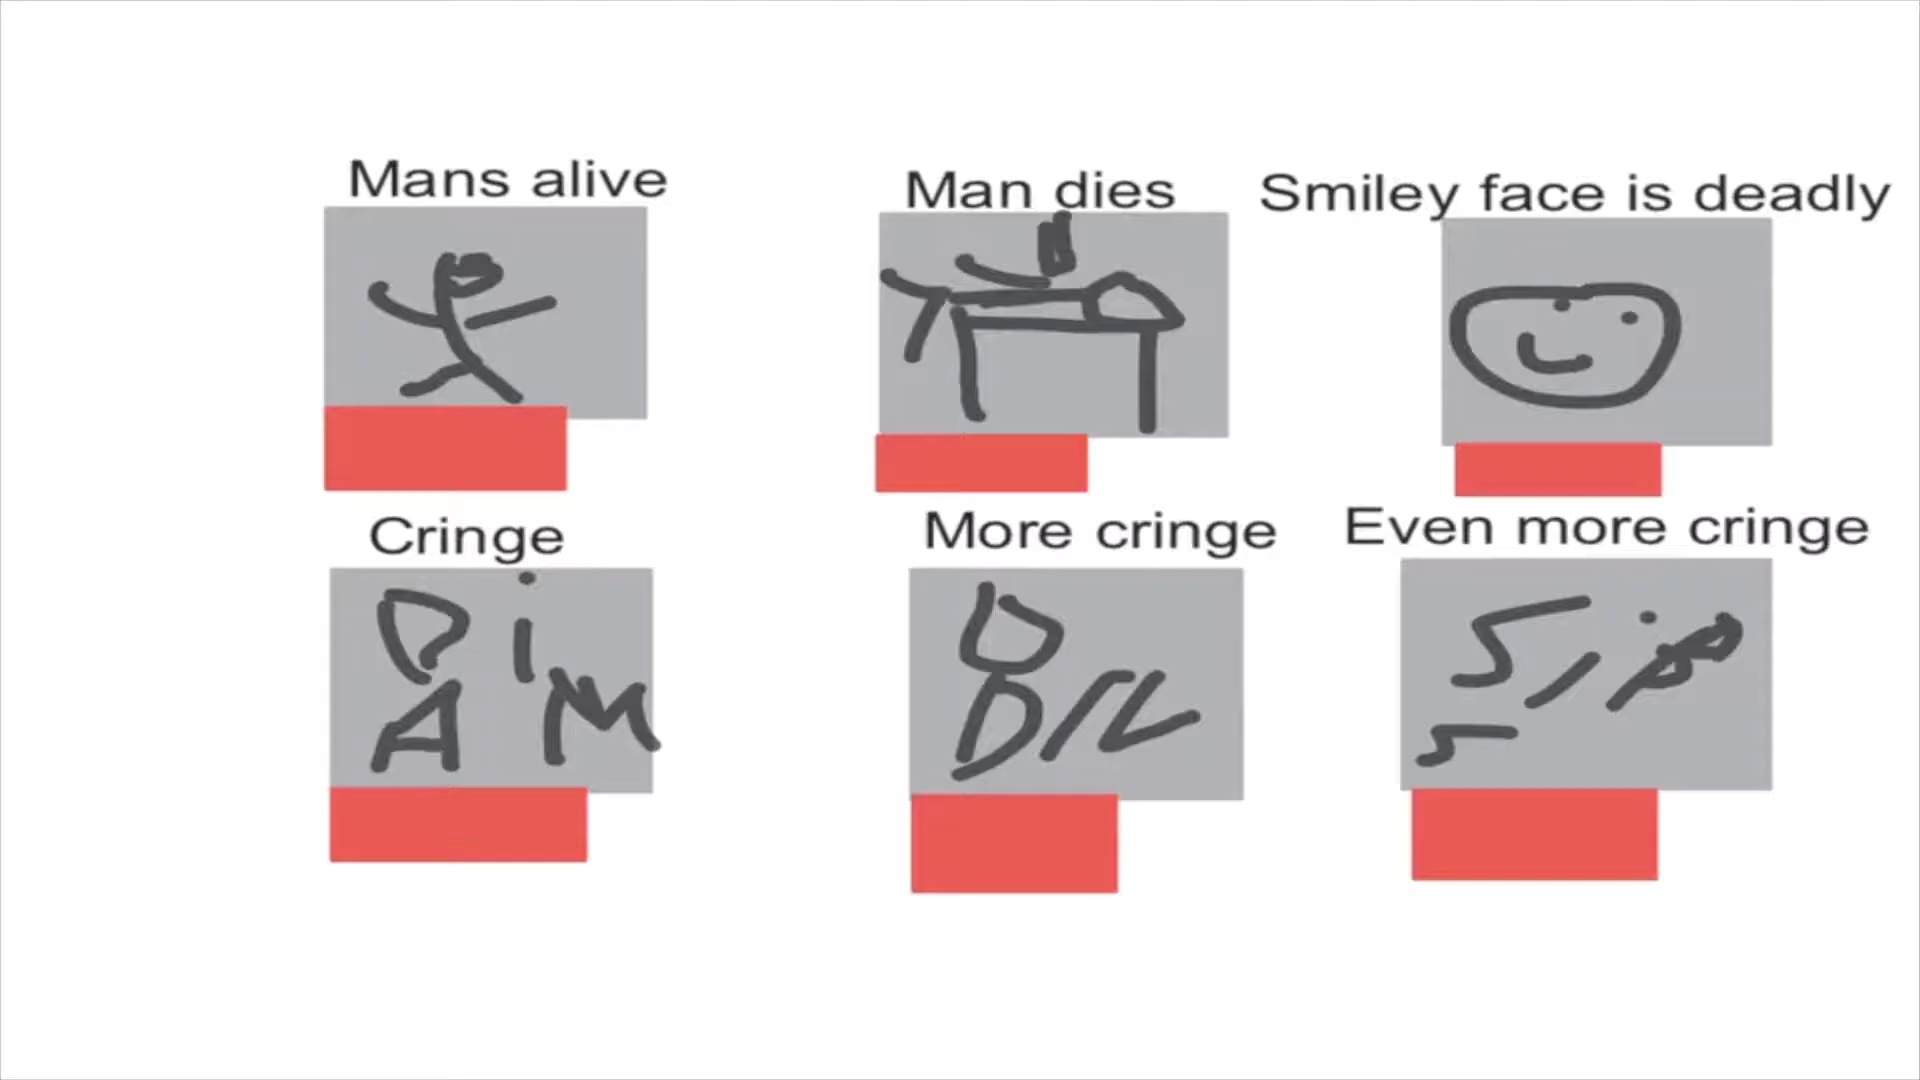 Mans alive
Man dies
Smiley face is deadly
Cringe
More cringe
Even more cringe